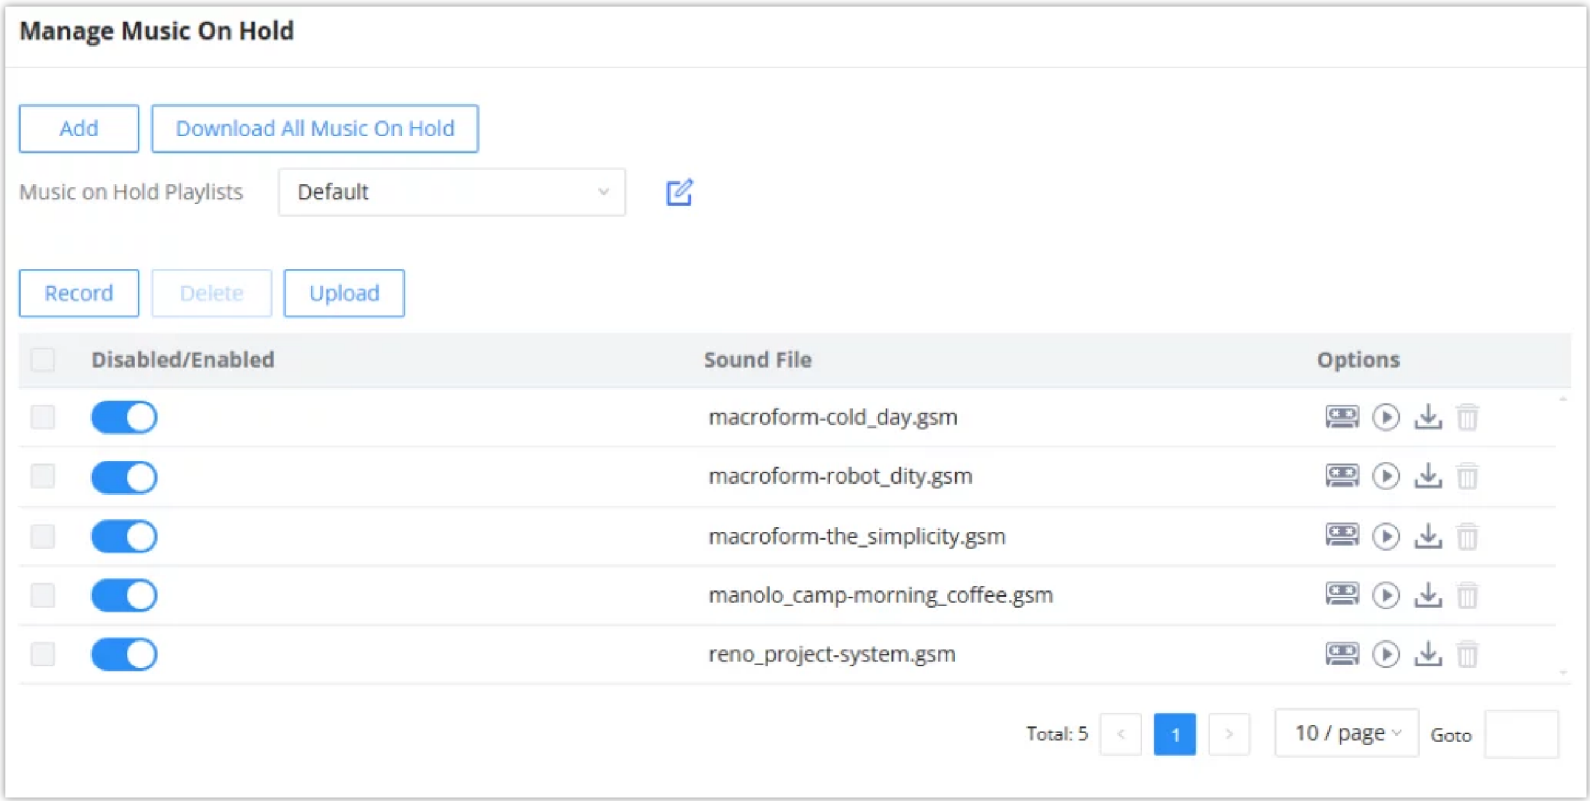 Manage Music On Hold
Add Download All Music On Hold
Music on Hold Playlists Default
Record Delete Upload
Disabled/Enabled Sound File Options
macroform-cold_day.gsm
macroform-robot_dity.gsm
macroform-the_simplicity.gsm
manolo_camp-morning_coffee.gsm
reno_project-system.gsm
Total: 5 < 1 > 10 / page Goto